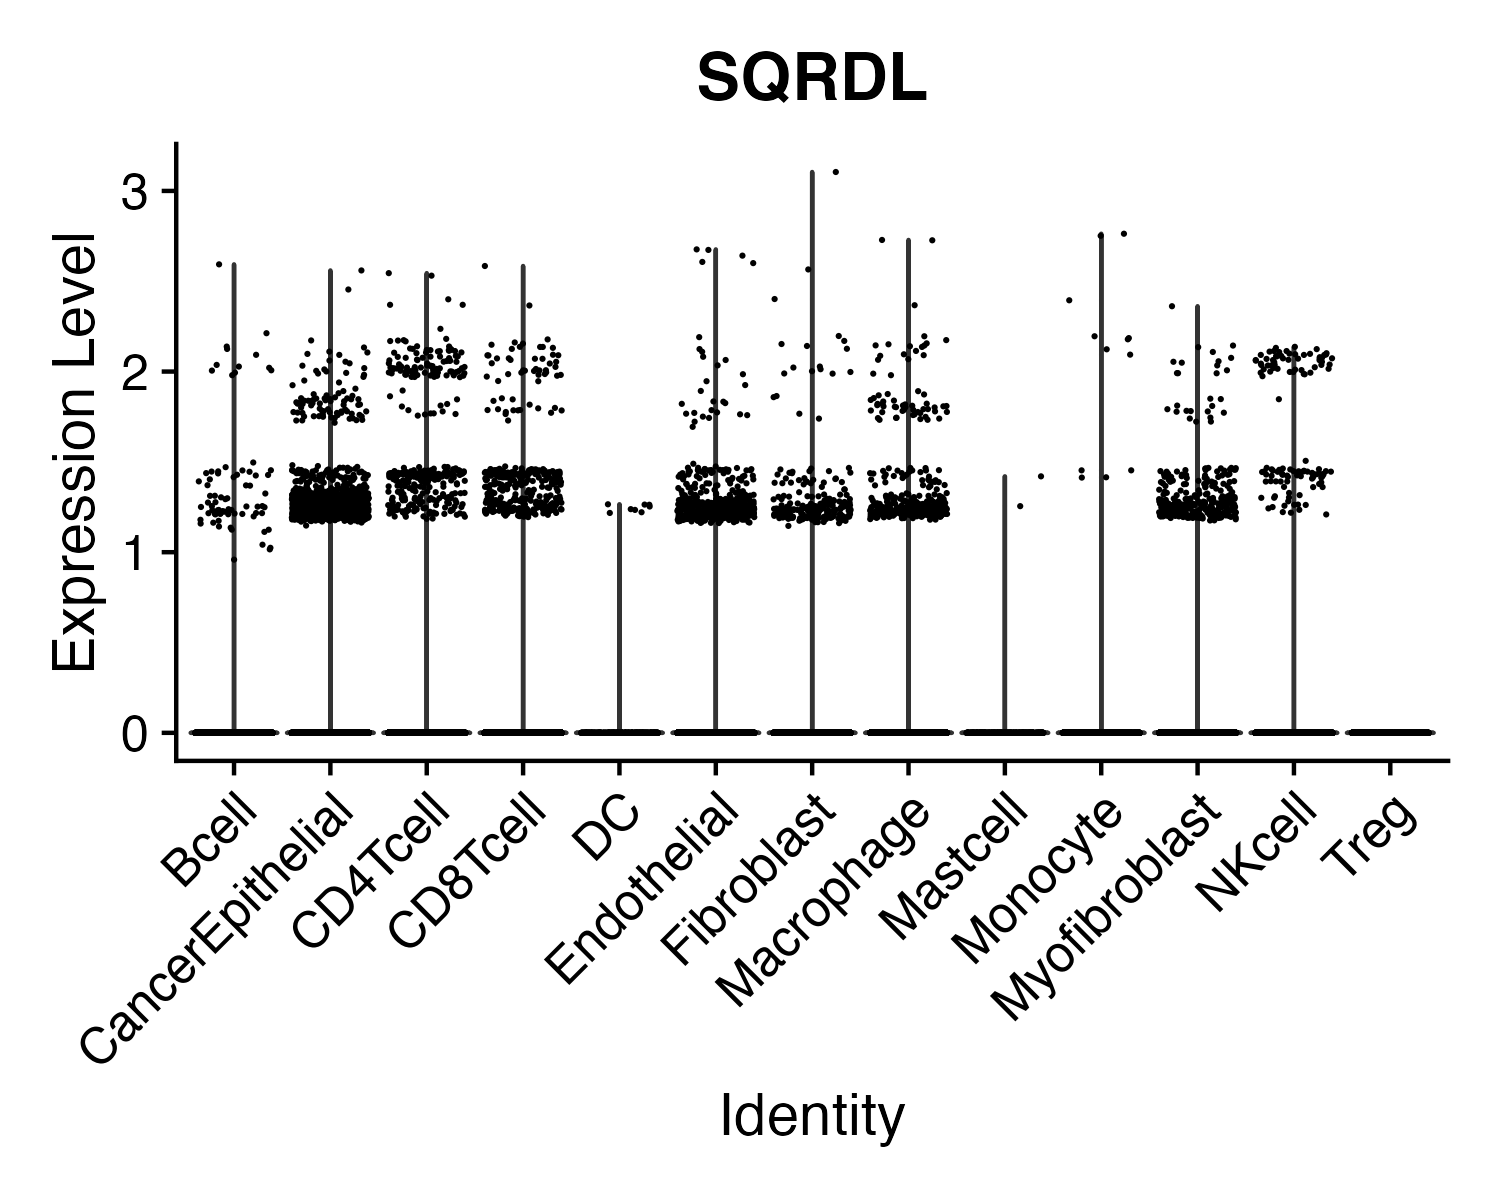 SQRDL
Expression Level
3
2
1
0
Bcell
CancerEpithelial
CD4Tcell
CD8Tcell
DC
Endothelial
Fibroblast
Macrophage
Mastcell
Monocyte
Myofibroblast
NKcell
Treg
Identity